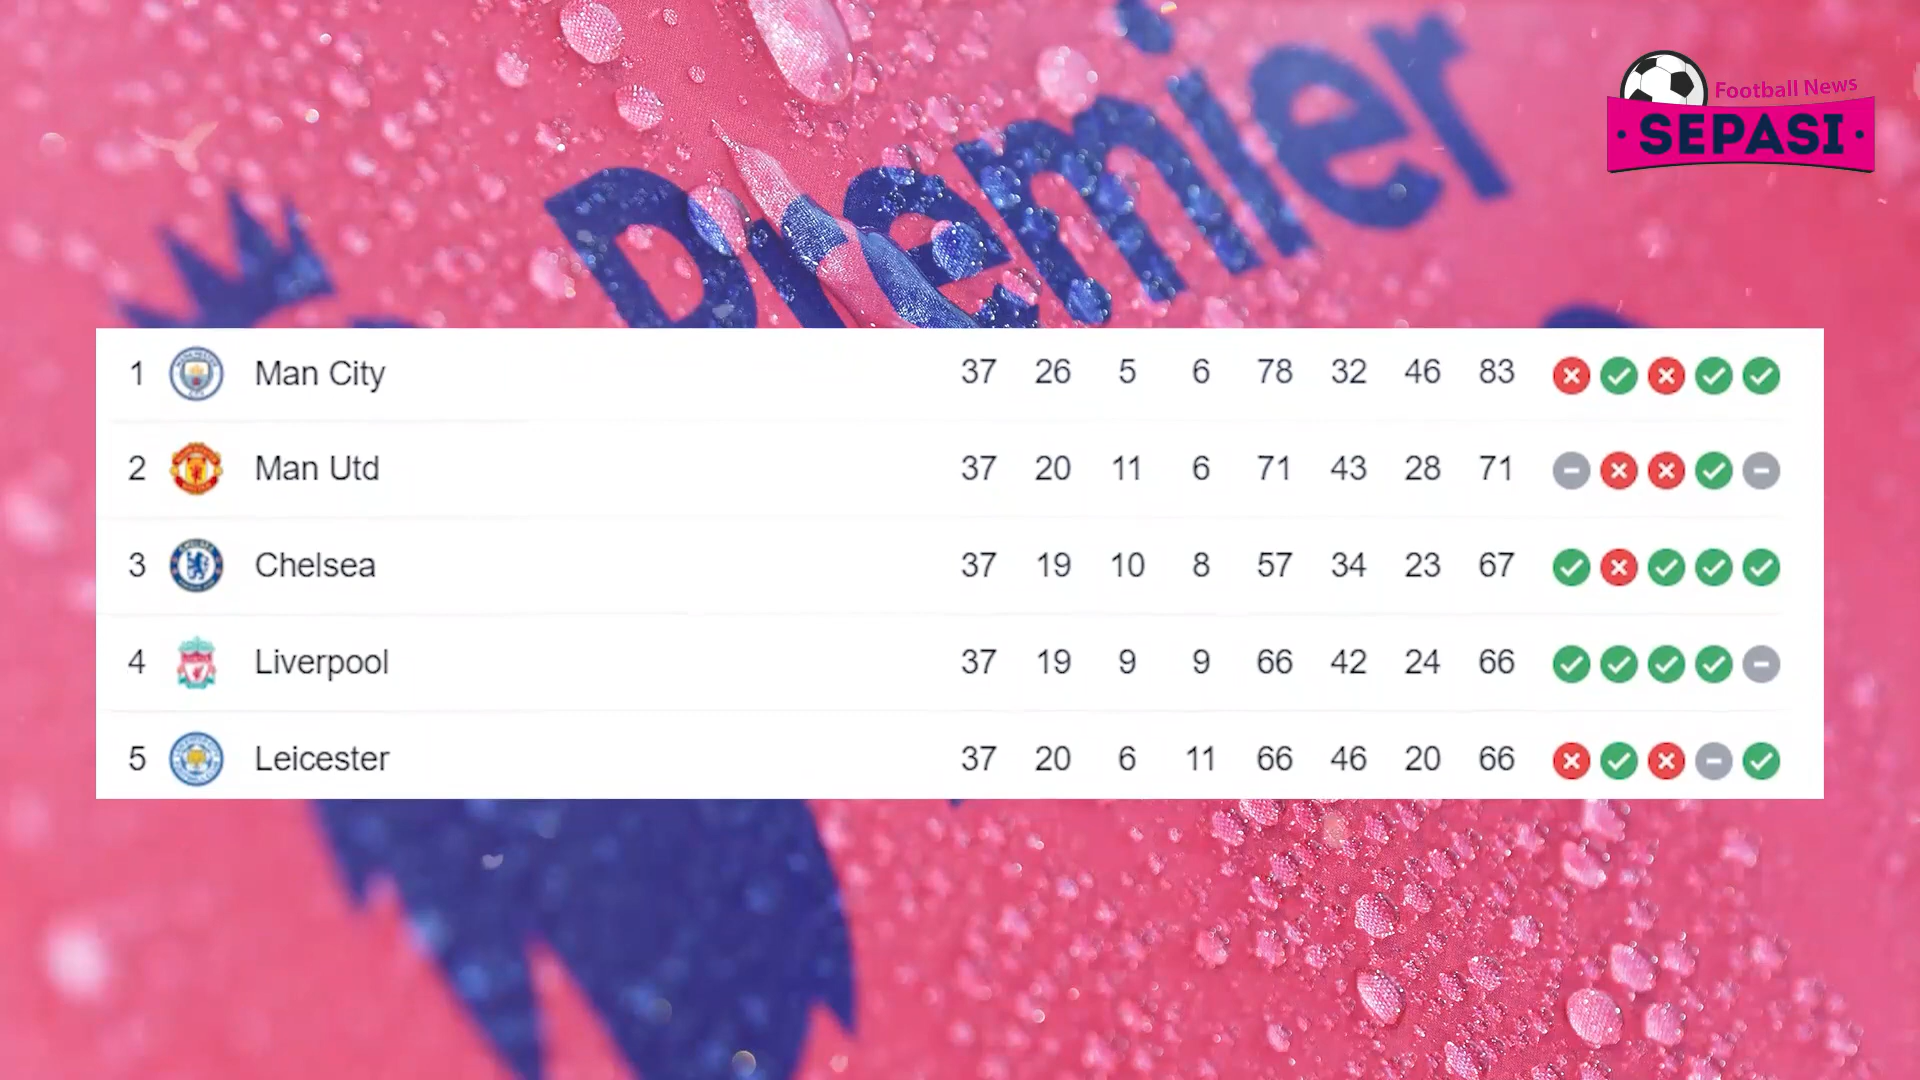 Premier
Football News
SEPASI
1 Man City 37 26 5 6 78 32 46 83
2 Man Utd 37 20 11 6 71 43 28 71
3 Chelsea 37 19 10 8 57 34 23 67
4 Liverpool 37 19 9 9 66 42 24 66
5 Leicester 37 20 6 11 66 46 20 66